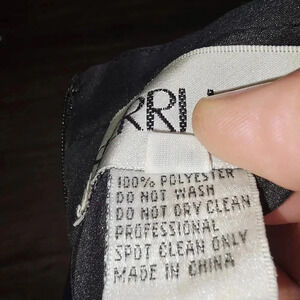 RRI
100% POLYESTER
DO NOT WASH
DO NOT DRY CLEAN
PROFESSIONAL
SPOT CLEAN ONLY
MADE IN CHINA